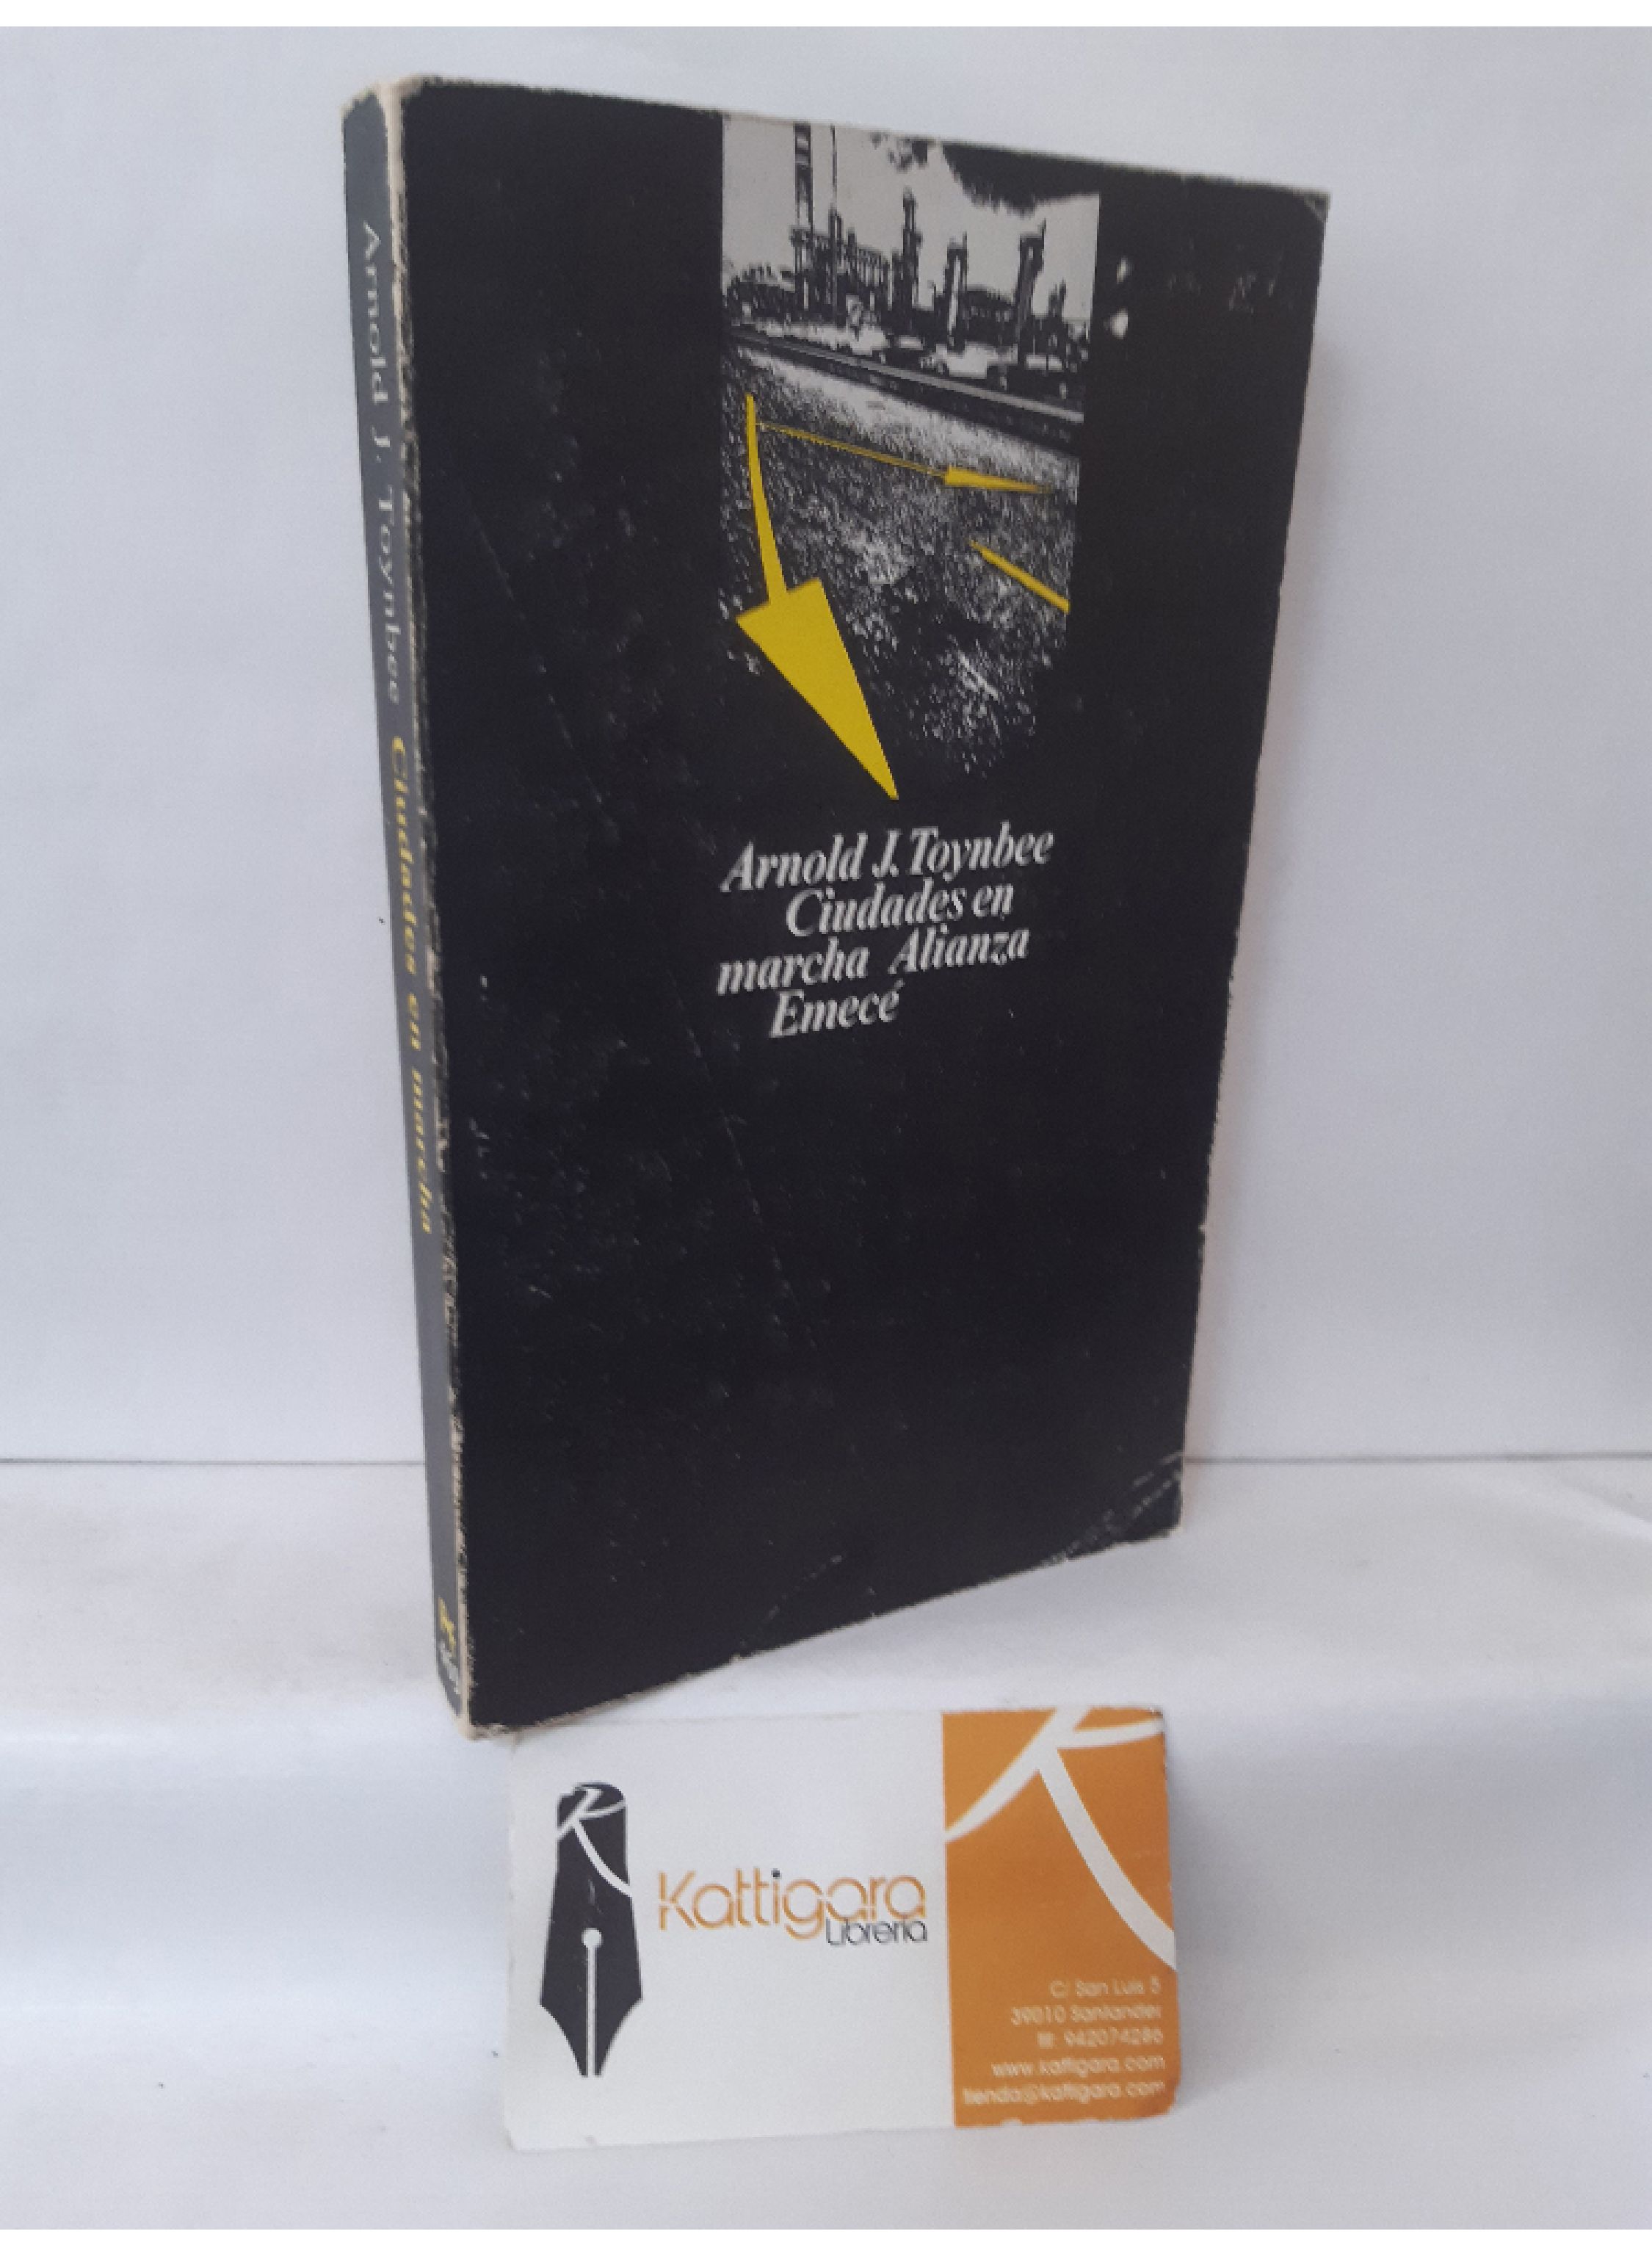 Arnold J. Toynbee Ciudades en marcha
Arnold J. Toynbee
Ciudades en
marcha Alianza
Emecé
Kattigara
Librería
C/ San Luis 5
39010 Santander
tlf: 942074286
www.kattigara.com
tienda@kattigara.com